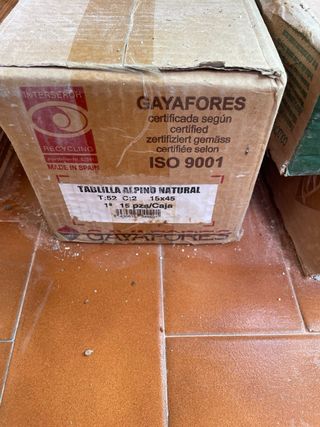 INTERSEROH
RECYCLING
MADE IN SPAIN
GAYAFORES
certificada según
certified
zertifiziert gemäss
certifiée selon
ISO 9001
TABLILLA ALPINO NATURAL
T:52 C:2 15x45
1ª 15 pza/Caja
GAYAFORES